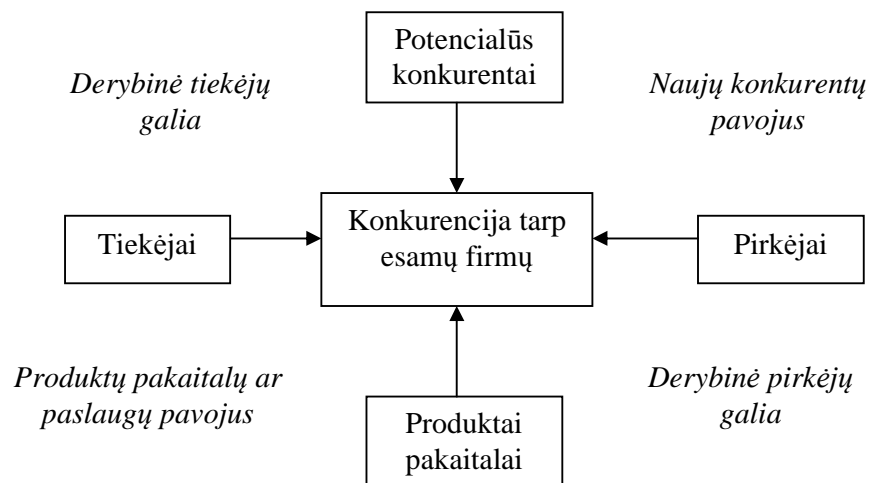 Potencialūs
konkurentai
Derybinė tiekėjų
galia
Naujų konkurentų
pavojus
Tiekėjai
Konkurencija tarp
esamų firmų
Pirkėjai
Produktų pakaitalų ar
paslaugų pavojus
Produktai
pakaitalai
Derybinė pirkėjų
galia